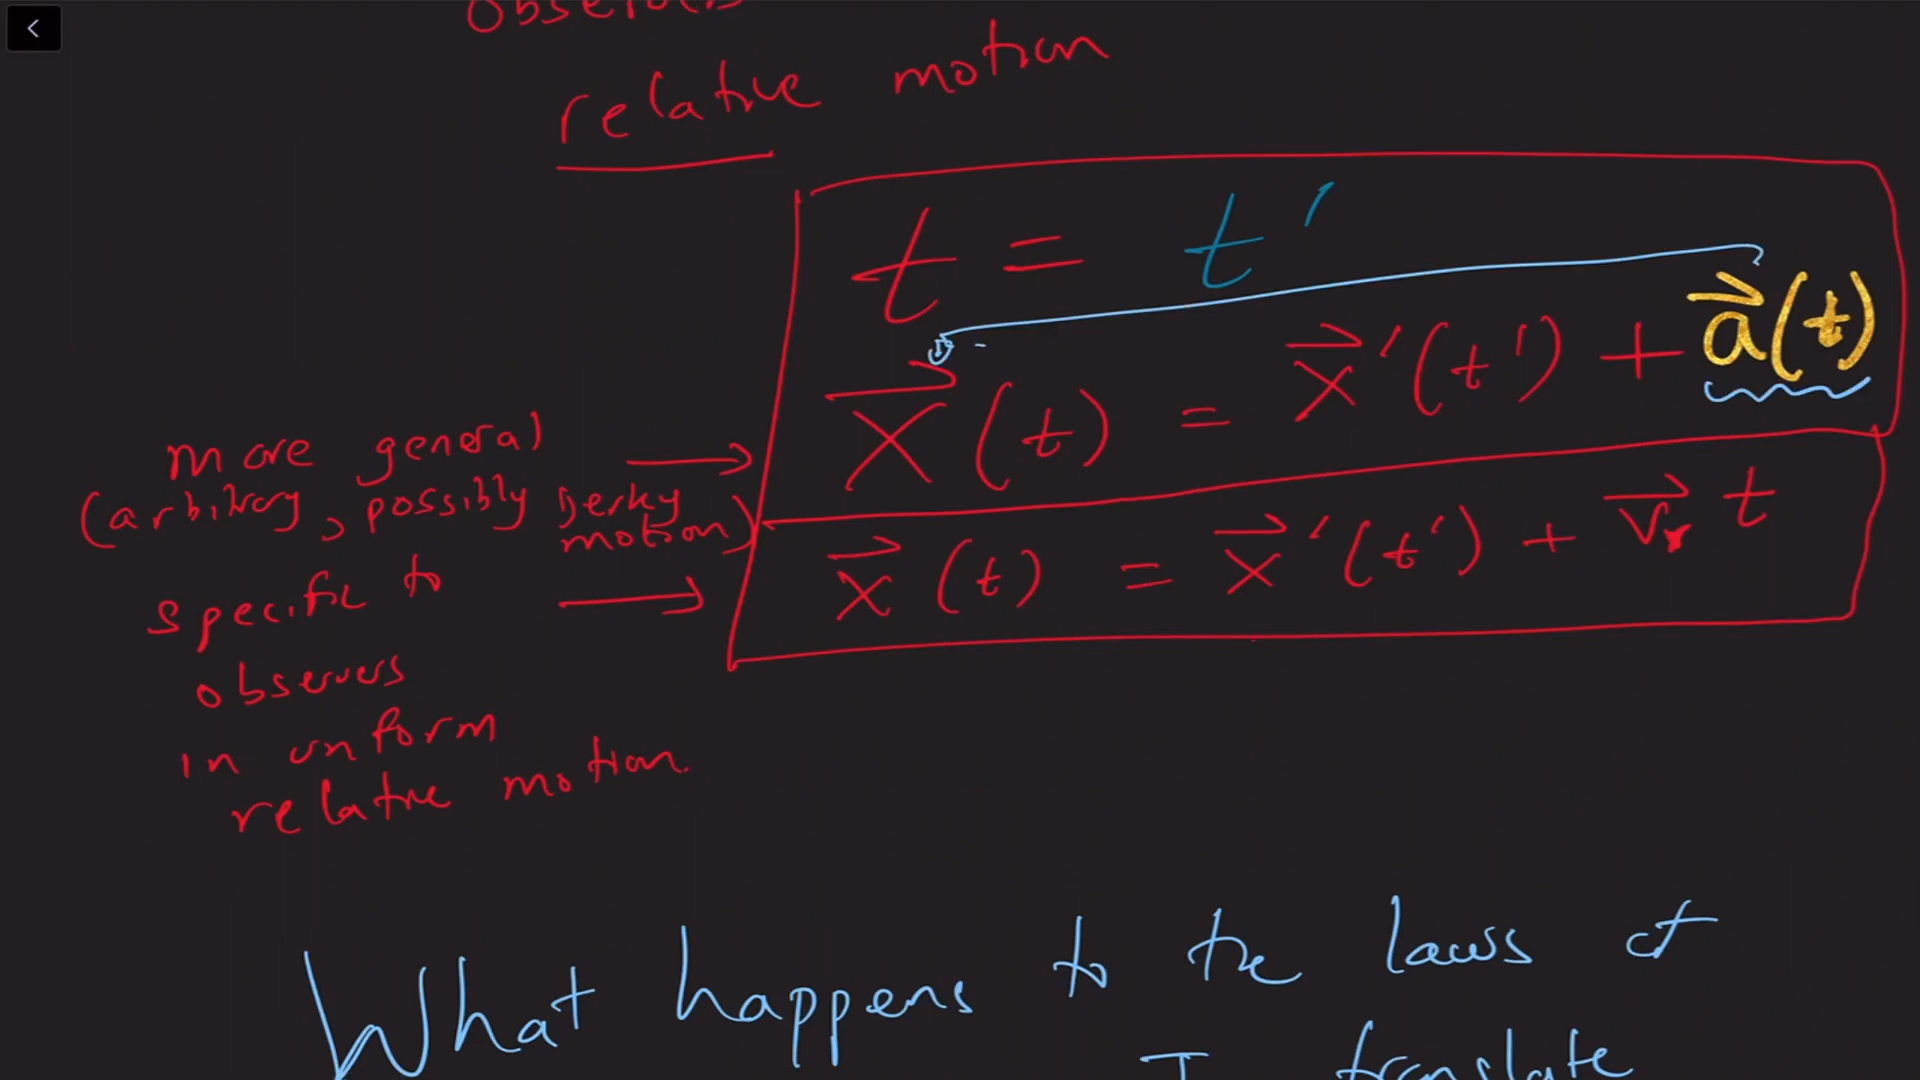 relative motion
t = t'
x⃗(t) = x⃗'(t') + a⃗(t)
more general
(arbitrary, possibly jerky motion)
x⃗(t) = x⃗'(t') + v⃗ᵣ t
specific to
observers
in uniform
relative motion.
What happens to the laws of
I translate